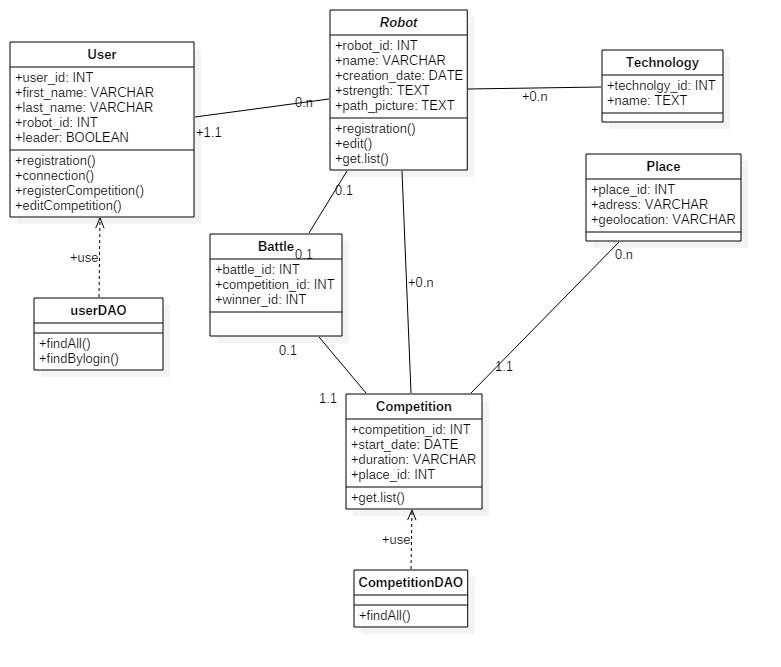 User
+user_id: INT
+first_name: VARCHAR
+last_name: VARCHAR
+robot_id: INT
+leader: BOOLEAN
+registration()
+connection()
+registerCompetition()
+editCompetition()
+1.1
0.n
Robot
+robot_id: INT
+name: VARCHAR
+creation_date: DATE
+strength: TEXT
+path_picture: TEXT
+registration()
+edit()
+get.list()
+0.n
Technology
+technolgy_id: INT
+name: TEXT
Place
+place_id: INT
+adress: VARCHAR
+geolocation: VARCHAR
0.n
1.1
0.1
0.1
Battle
+battle_id: INT
+competition_id: INT
+winner_id: INT
+0.n
0.1
1.1
+use
userDAO
+findAll()
+findBylogin()
Competition
+competition_id: INT
+start_date: DATE
+duration: VARCHAR
+place_id: INT
+get.list()
+use
CompetitionDAO
+findAll()